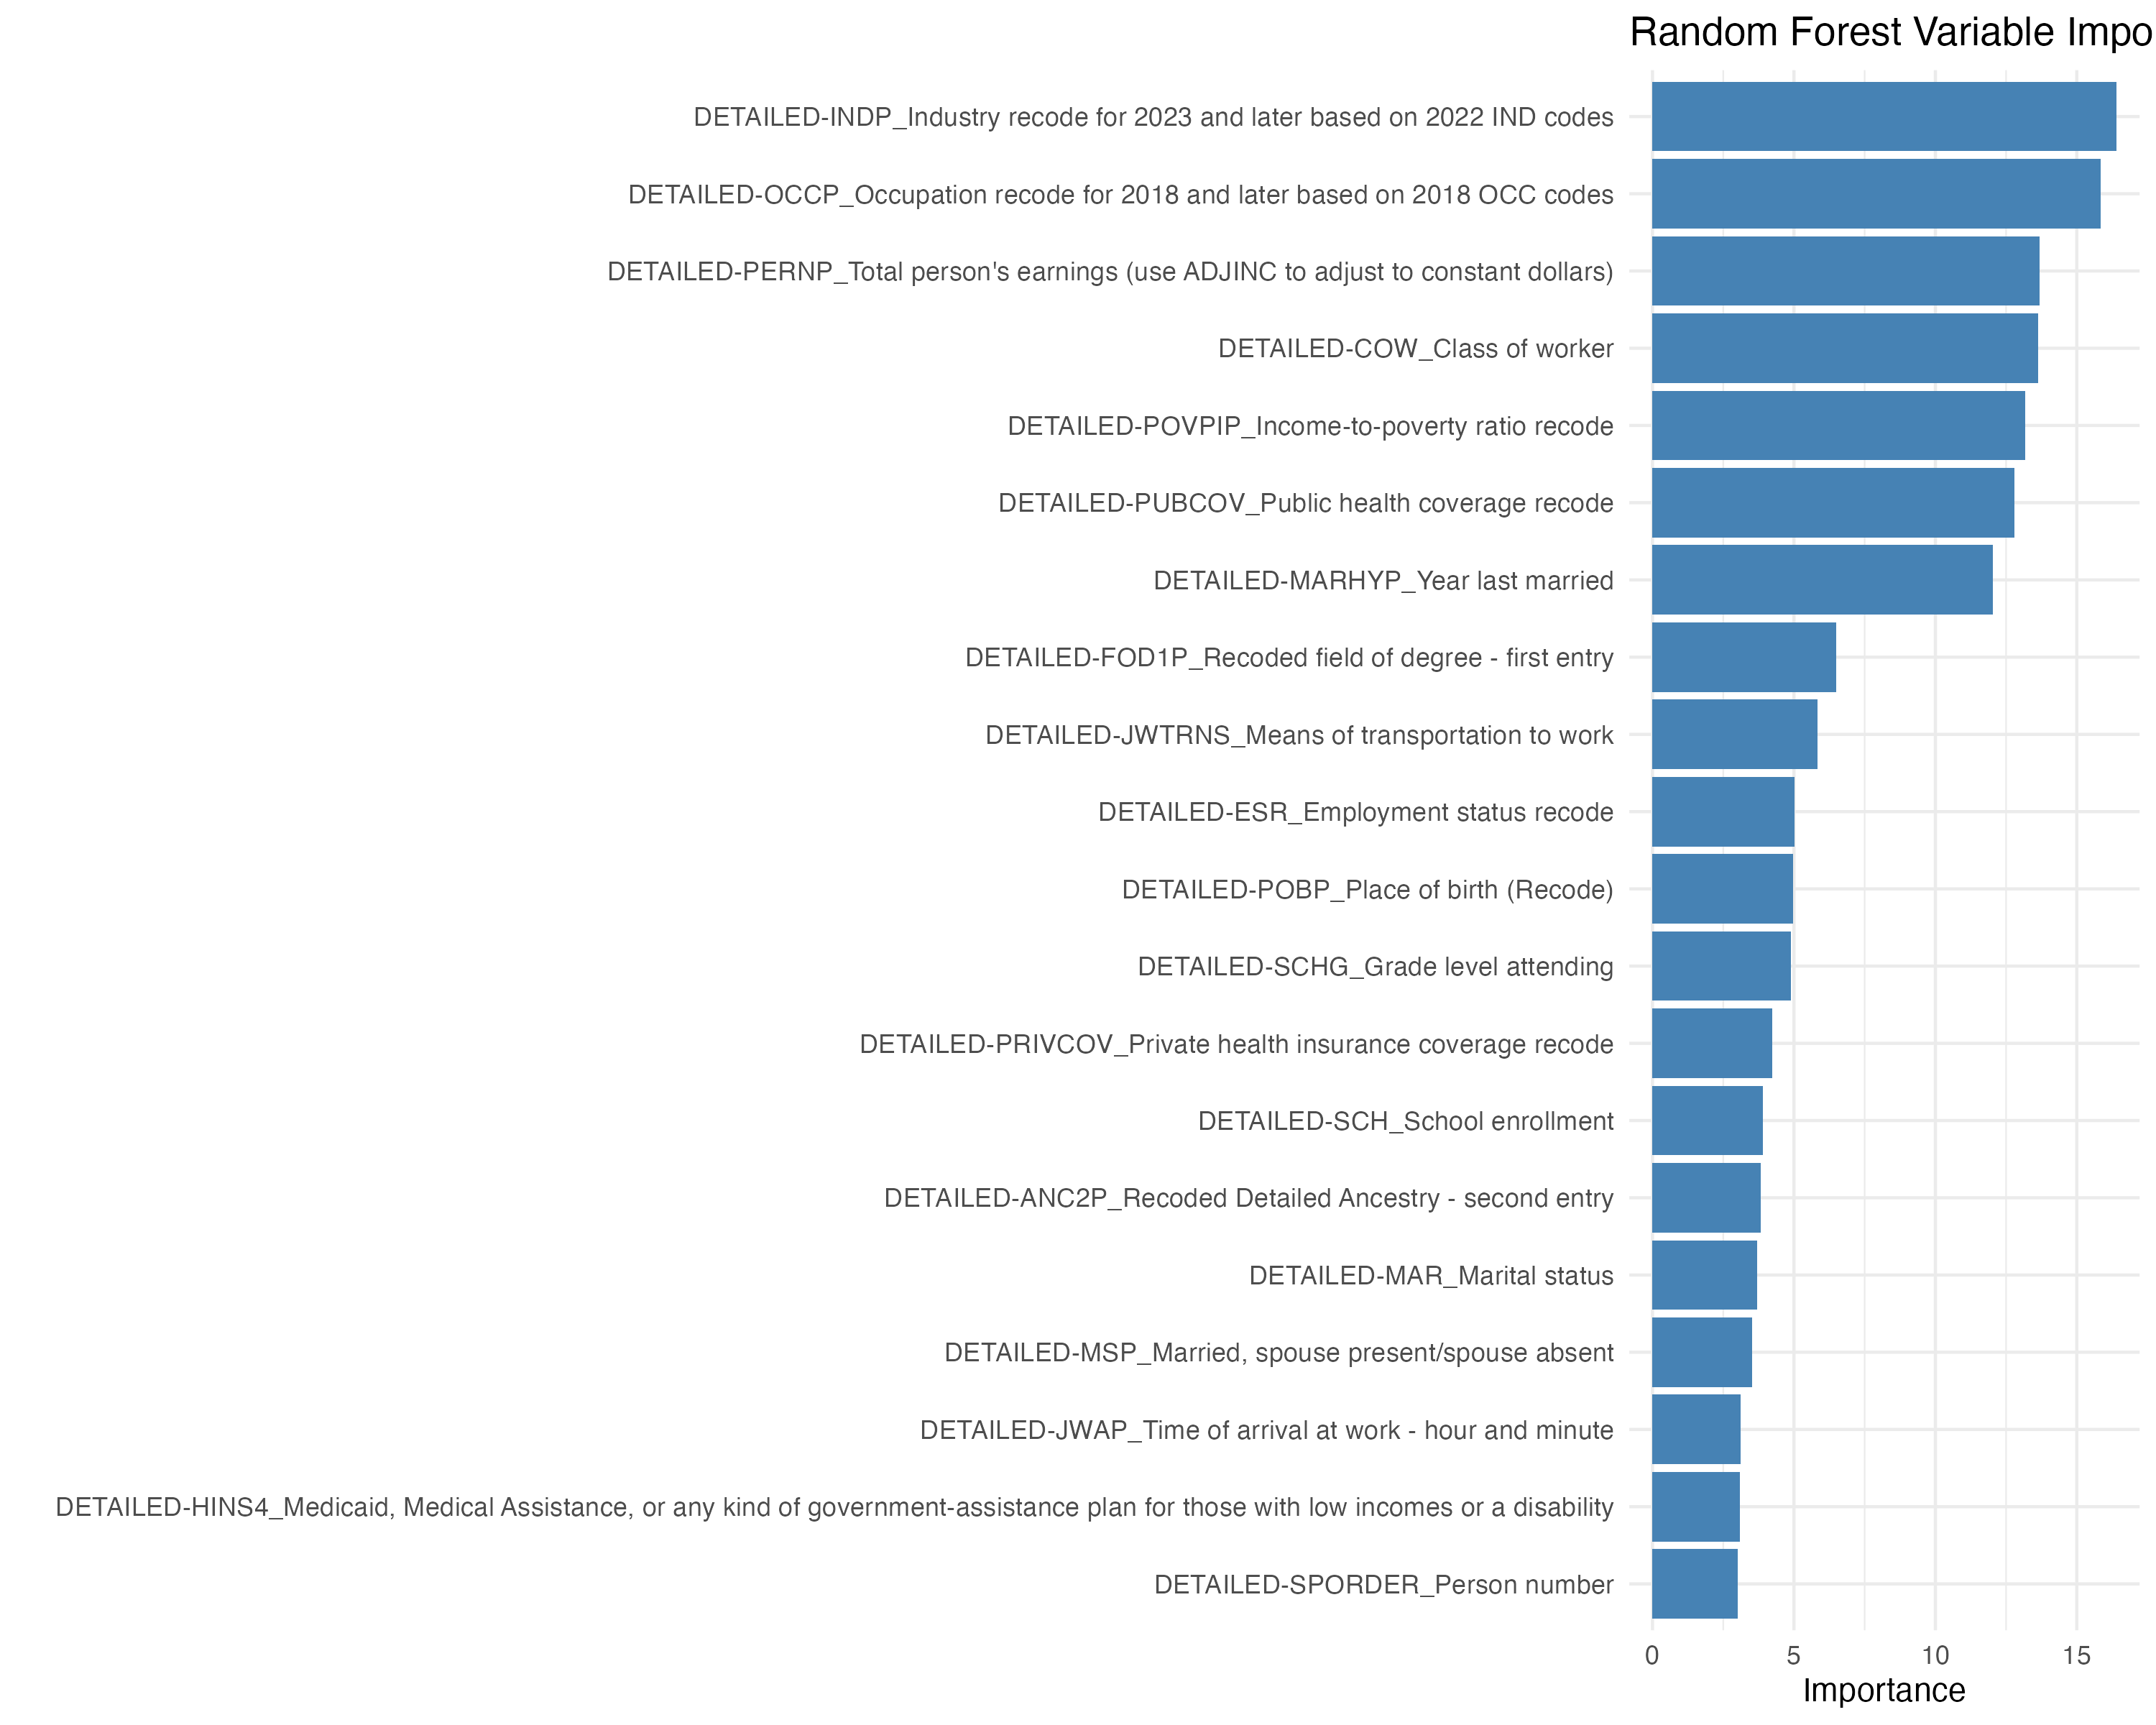 Random Forest Variable Impo
DETAILED-INDP_Industry recode for 2023 and later based on 2022 IND codes
DETAILED-OCCP_Occupation recode for 2018 and later based on 2018 OCC codes
DETAILED-PERNP_Total person's earnings (use ADJINC to adjust to constant dollars)
DETAILED-COW_Class of worker
DETAILED-POVPIP_Income-to-poverty ratio recode
DETAILED-PUBCOV_Public health coverage recode
DETAILED-MARHYP_Year last married
DETAILED-FOD1P_Recoded field of degree - first entry
DETAILED-JWTRNS_Means of transportation to work
DETAILED-ESR_Employment status recode
DETAILED-POBP_Place of birth (Recode)
DETAILED-SCHG_Grade level attending
DETAILED-PRIVCOV_Private health insurance coverage recode
DETAILED-SCH_School enrollment
DETAILED-ANC2P_Recoded Detailed Ancestry - second entry
DETAILED-MAR_Marital status
DETAILED-MSP_Married, spouse present/spouse absent
DETAILED-JWAP_Time of arrival at work - hour and minute
DETAILED-HINS4_Medicaid, Medical Assistance, or any kind of government-assistance plan for those with low incomes or a disability
DETAILED-SPORDER_Person number
0 5 10 15
Importance